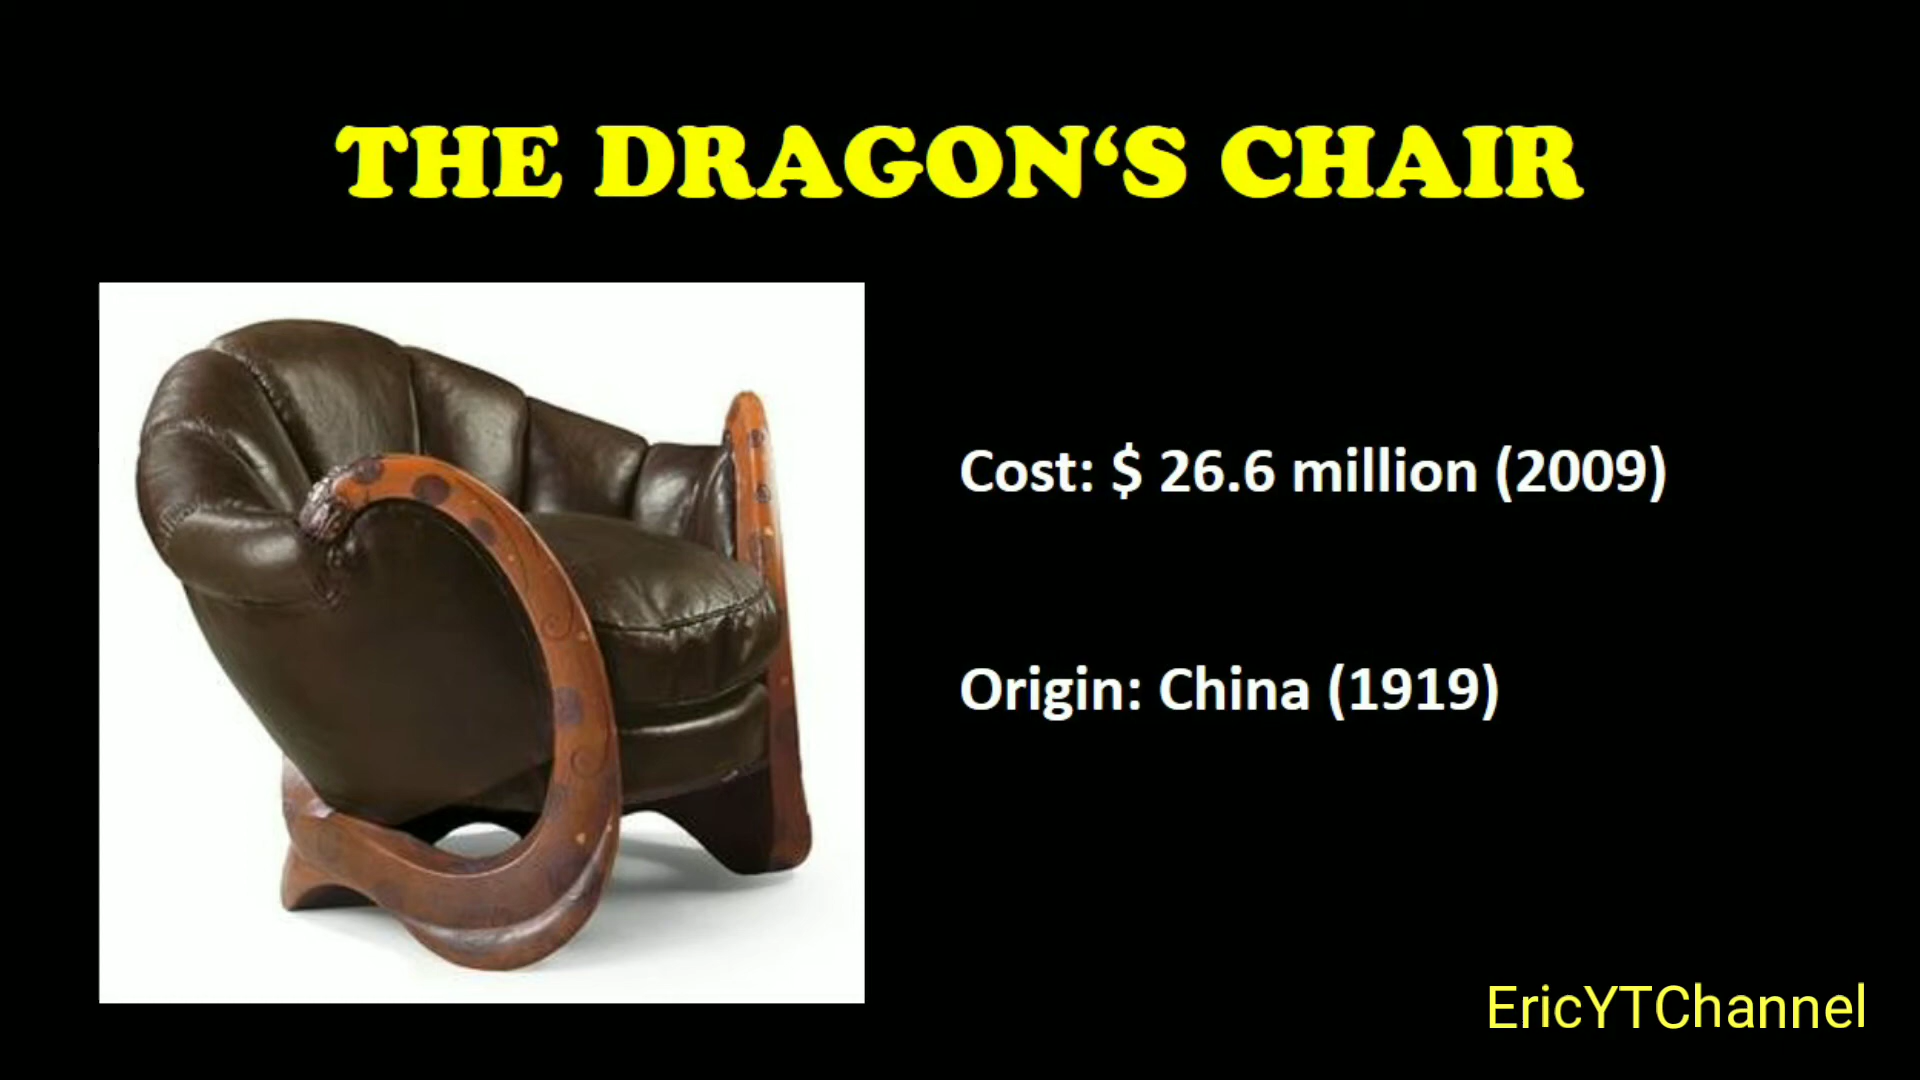 THE DRAGON‘S CHAIR
Cost: $ 26.6 million (2009)
Origin: China (1919)
EricYTChannel